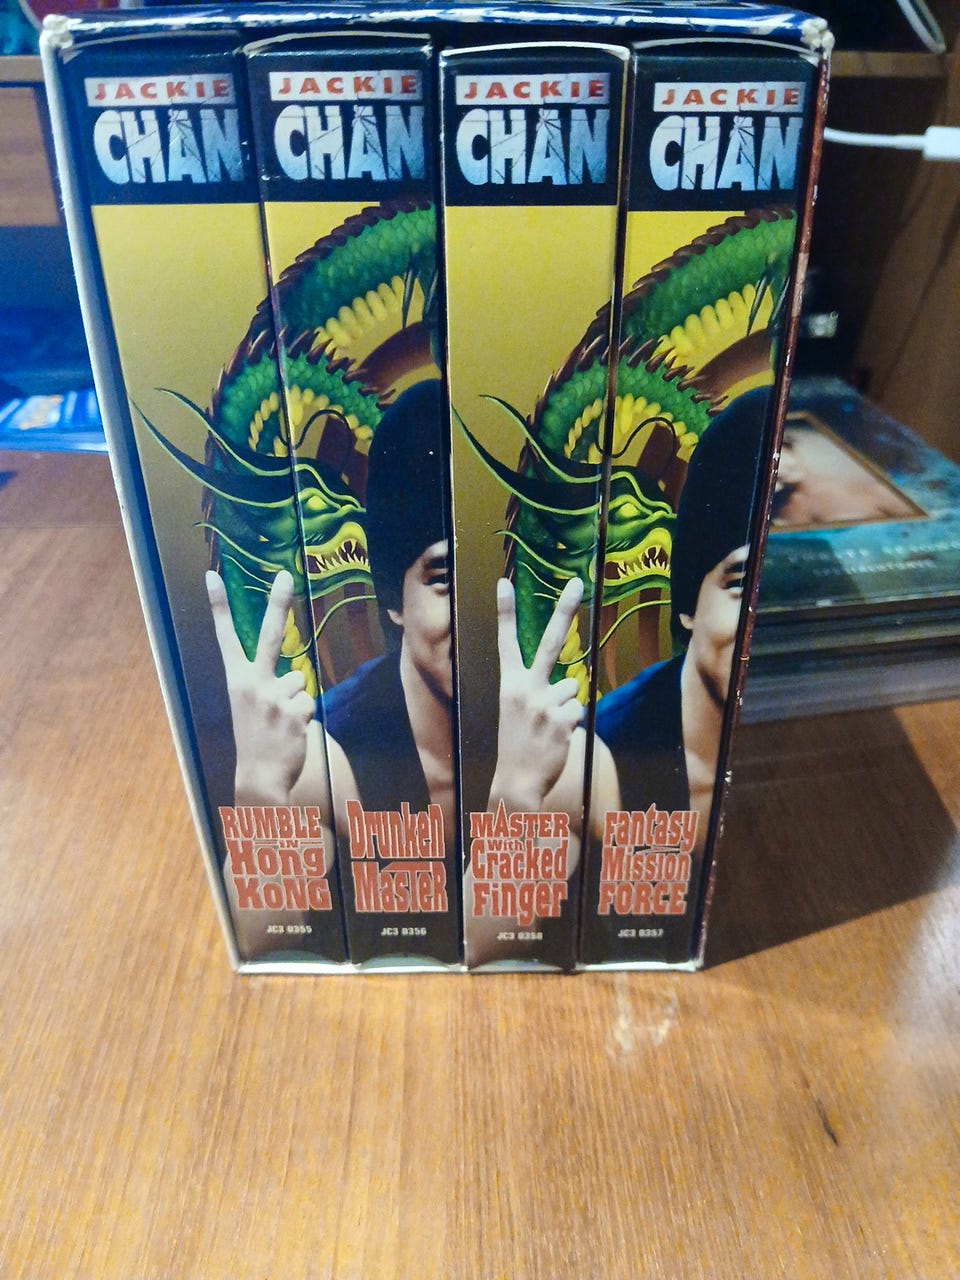 JACKIE
CHAN
RUMBLE
IN
Hong
KONG
JC3 0355
JACKIE
CHAN
Drunken
Master
JC3 0356
JACKIE
CHAN
MASTER
With
Cracked
Finger
JC3 0358
JACKIE
CHAN
Fantasy
Mission
FORCE
JC3 0357